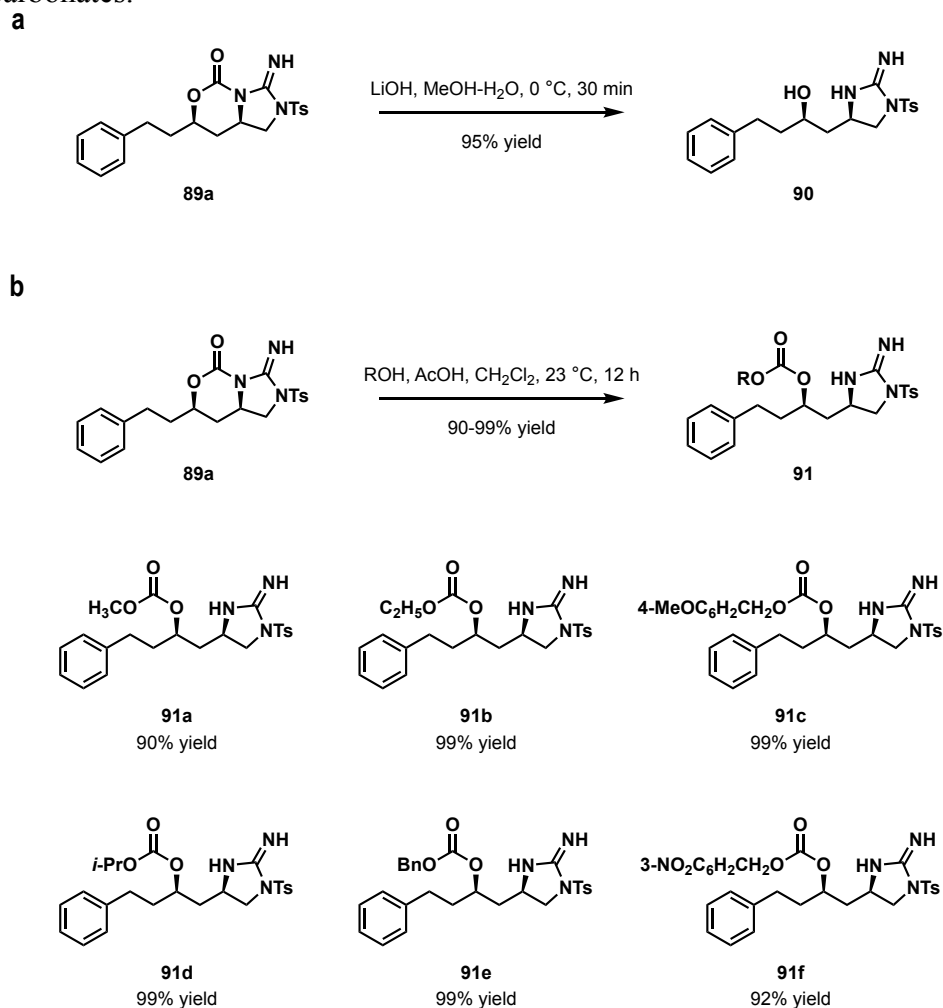 carbonates.
a
O
NH
O
N
NTs
89a
LiOH, MeOH-H2O, 0 °C, 30 min
95% yield
HO
HN
NH
NTs
90
b
O
NH
O
N
NTs
89a
ROH, AcOH, CH2Cl2, 23 °C, 12 h
90-99% yield
O
RO
O
HN
NH
NTs
91
O
H3CO
O
HN
NH
NTs
91a
90% yield
O
C2H5O
O
HN
NH
NTs
91b
99% yield
O
4-MeOC6H2CH2O
O
HN
NH
NTs
91c
99% yield
O
i-PrO
O
HN
NH
NTs
91d
99% yield
O
BnO
O
HN
NH
NTs
91e
99% yield
O
3-NO2C6H2CH2O
O
HN
NH
NTs
91f
92% yield